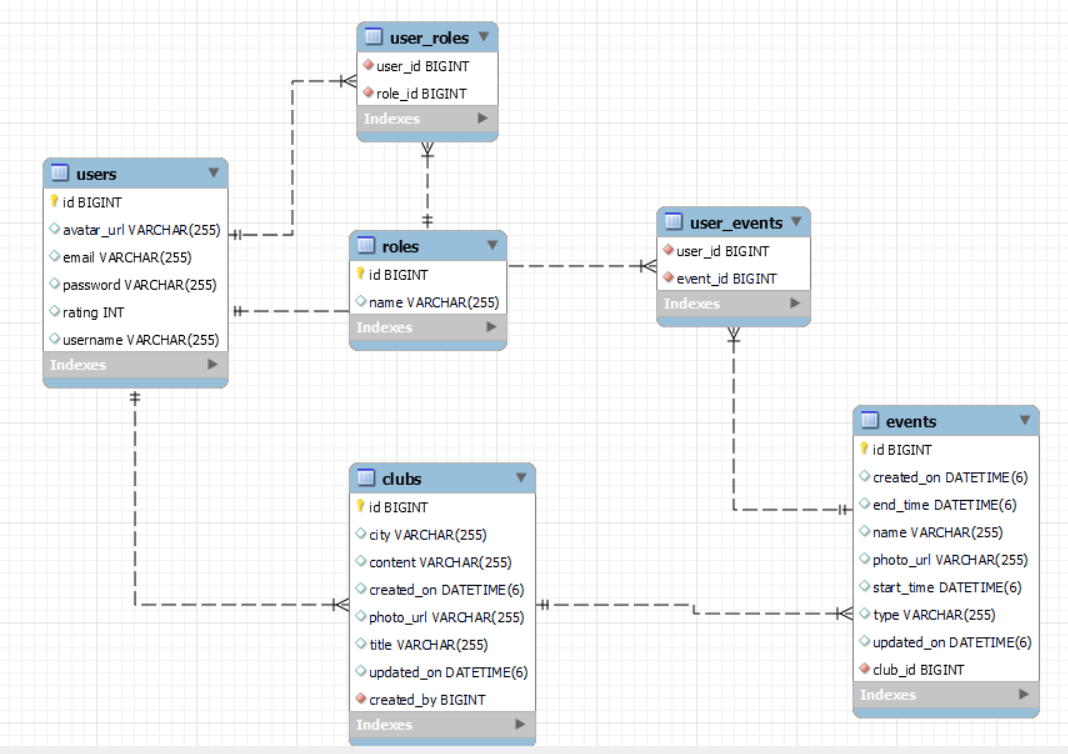 user_roles
user_id BIGINT
role_id BIGINT
Indexes
users
id BIGINT
avatar_url VARCHAR(255)
email VARCHAR(255)
password VARCHAR(255)
rating INT
username VARCHAR(255)
Indexes
roles
id BIGINT
name VARCHAR(255)
Indexes
user_events
user_id BIGINT
event_id BIGINT
Indexes
clubs
id BIGINT
city VARCHAR(255)
content VARCHAR(255)
created_on DATETIME(6)
photo_url VARCHAR(255)
title VARCHAR(255)
updated_on DATETIME(6)
created_by BIGINT
Indexes
events
id BIGINT
created_on DATETIME(6)
end_time DATETIME(6)
name VARCHAR(255)
photo_url VARCHAR(255)
start_time DATETIME(6)
type VARCHAR(255)
updated_on DATETIME(6)
club_id BIGINT
Indexes